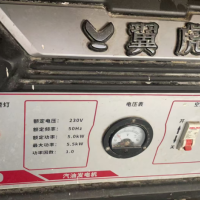 翼虎
灯
电压表
额定电压: 230V
额定频率: 50Hz
额定功率: 5.0kW
最大功率: 5.5kW
功率因数: 1.0
汽油发电机